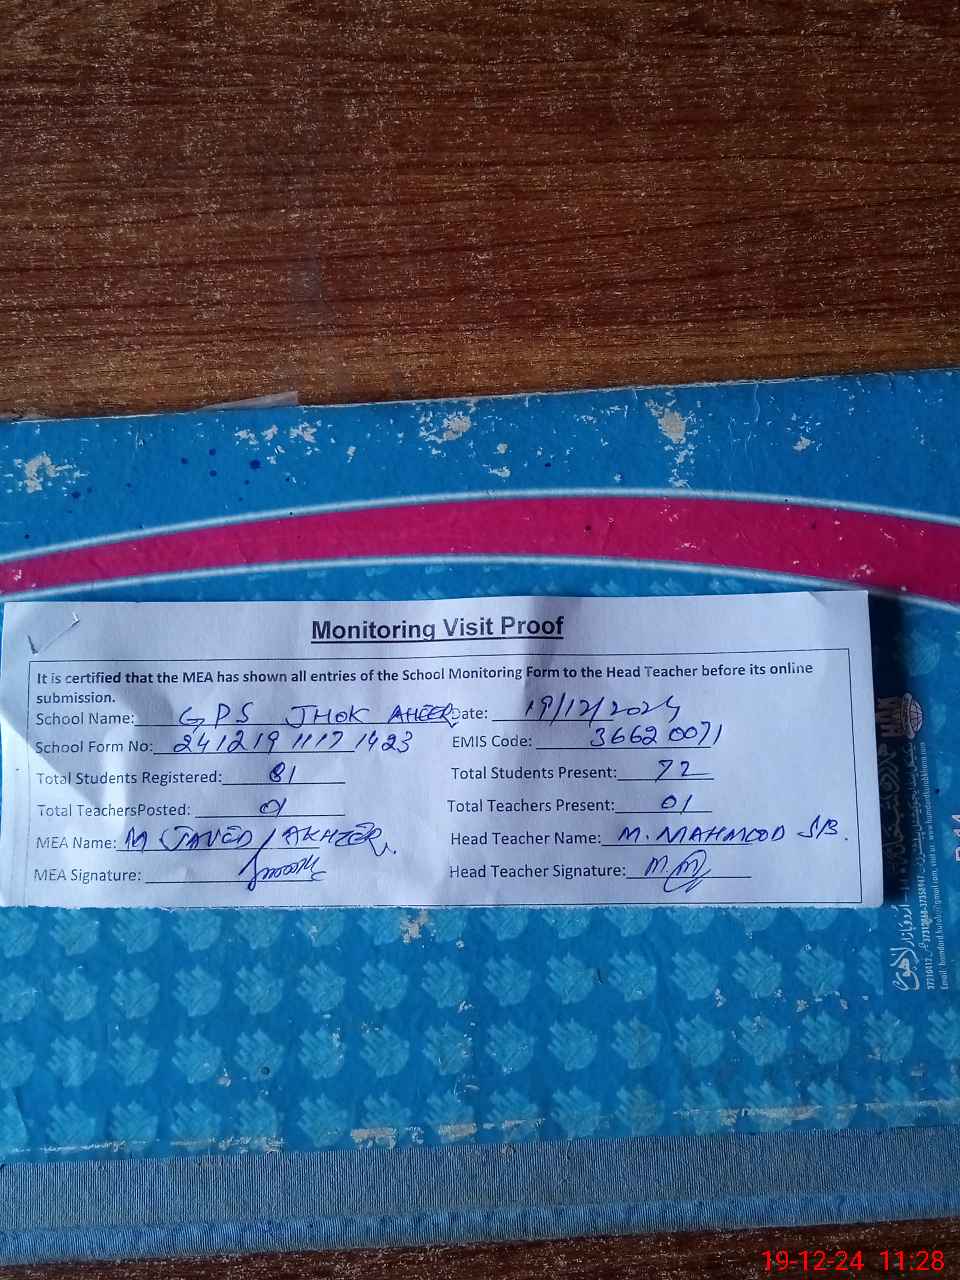 Monitoring Visit Proof
It is certified that the MEA has shown all entries of the School Monitoring Form to the Head Teacher before its online
submission.
School Name: GPS JHOK AHEER Date: 19/12/2024
School Form No: 241219 1117 1423 EMIS Code: 36620071
Total Students Registered: 81 Total Students Present: 72
Total TeachersPosted: 01 Total Teachers Present: 01
MEA Name: M JAVED AKHTER Head Teacher Name: M. MAHMOOD S/B.
MEA Signature: Head Teacher Signature: M.M
HKK
لاہور
19-12-24 11:28